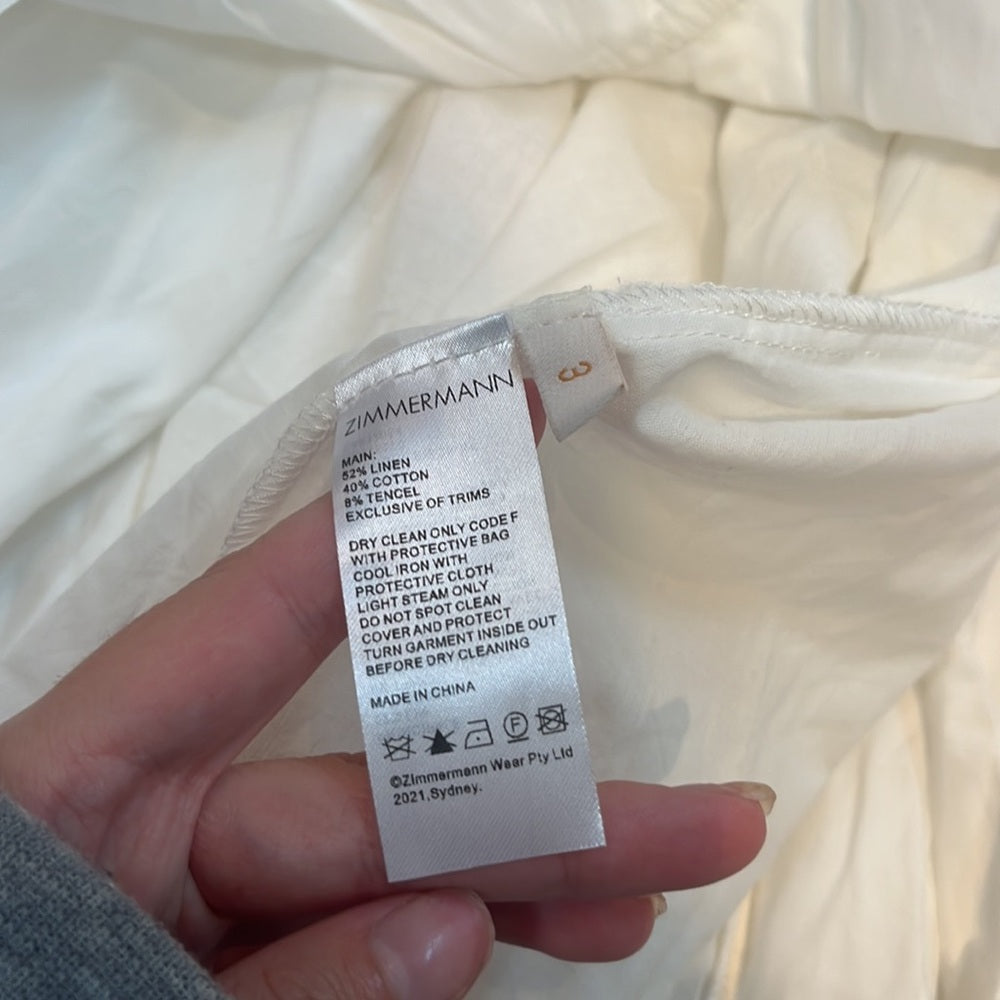 ZIMMERMANN
3
MAIN:
52% LINEN
40% COTTON
8% TENCEL
EXCLUSIVE OF TRIMS
DRY CLEAN ONLY CODE F
WITH PROTECTIVE BAG
COOL IRON WITH
PROTECTIVE CLOTH
LIGHT STEAM ONLY
DO NOT SPOT CLEAN
COVER AND PROTECT
TURN GARMENT INSIDE OUT
BEFORE DRY CLEANING
MADE IN CHINA
F
©Zimmermann Wear Pty Ltd
2021,Sydney.